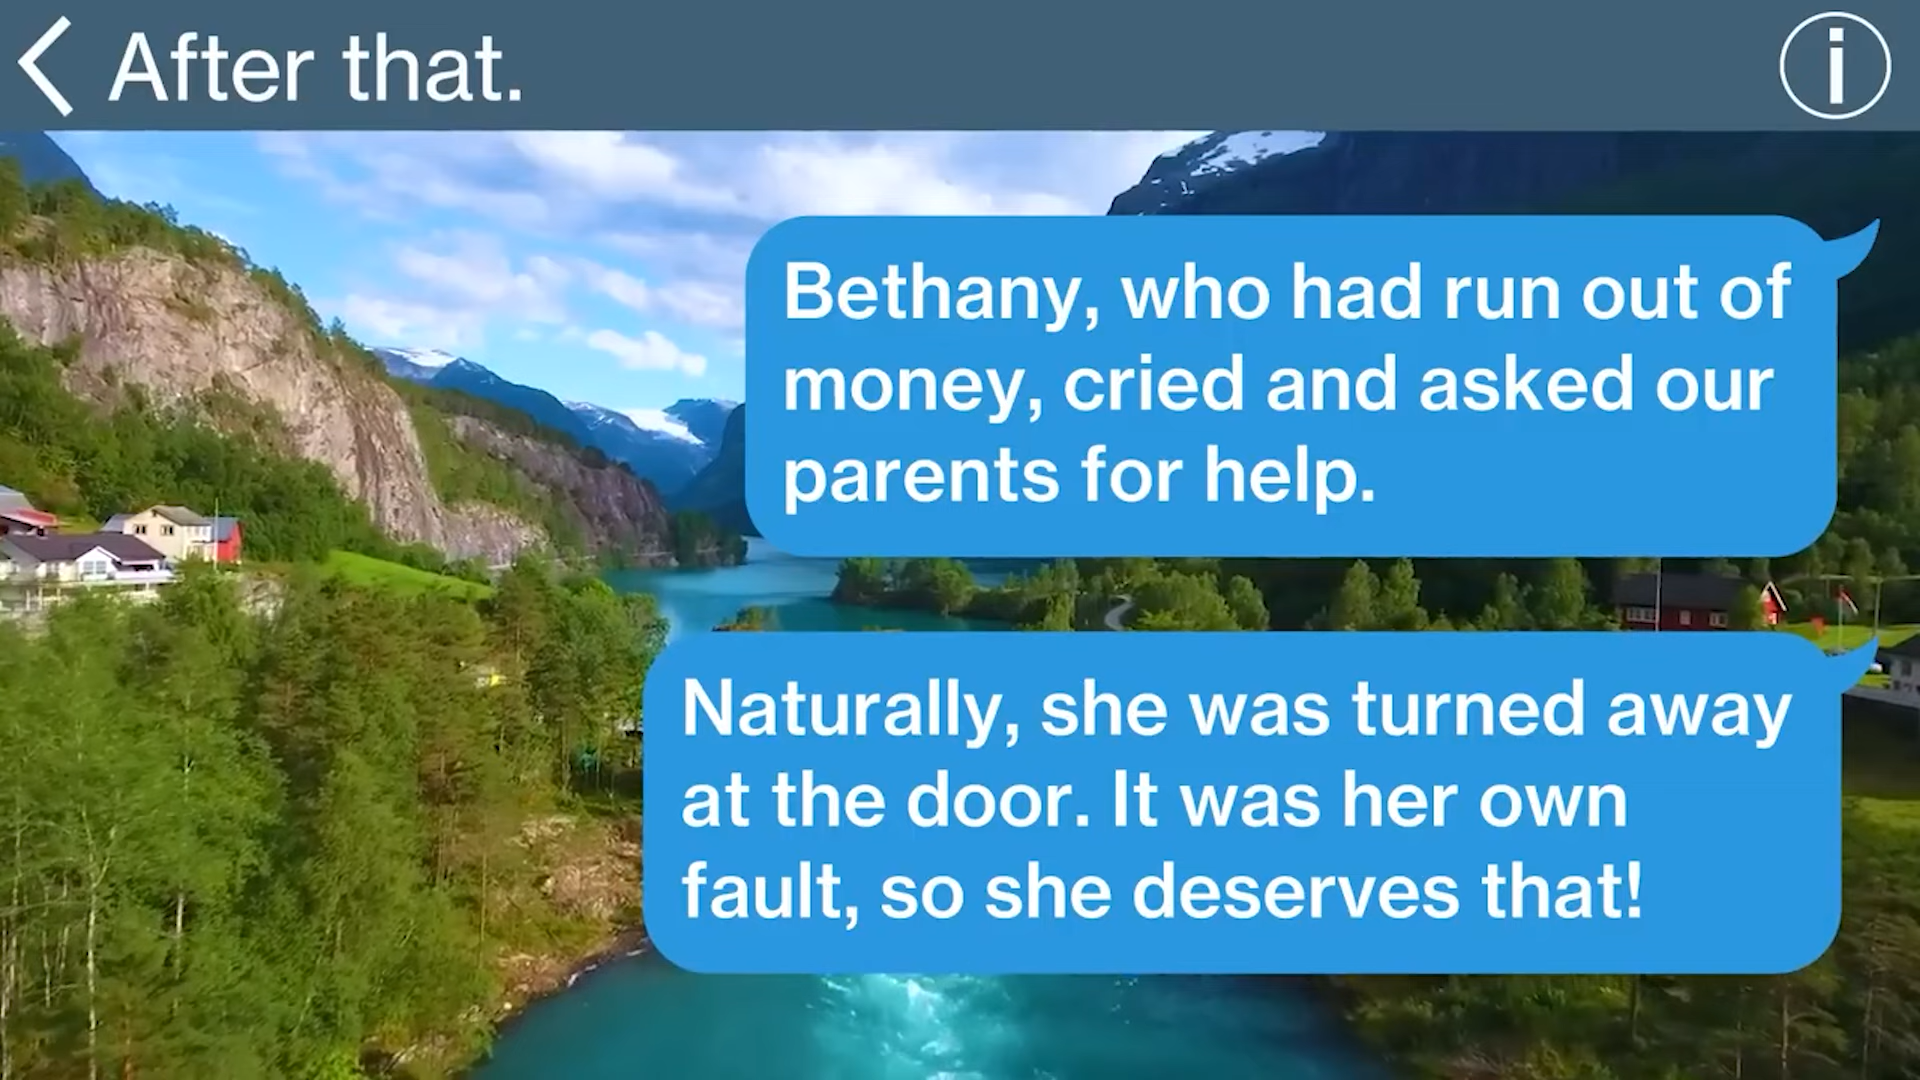 After that.
Bethany, who had run out of
money, cried and asked our
parents for help.
Naturally, she was turned away
at the door. It was her own
fault, so she deserves that!